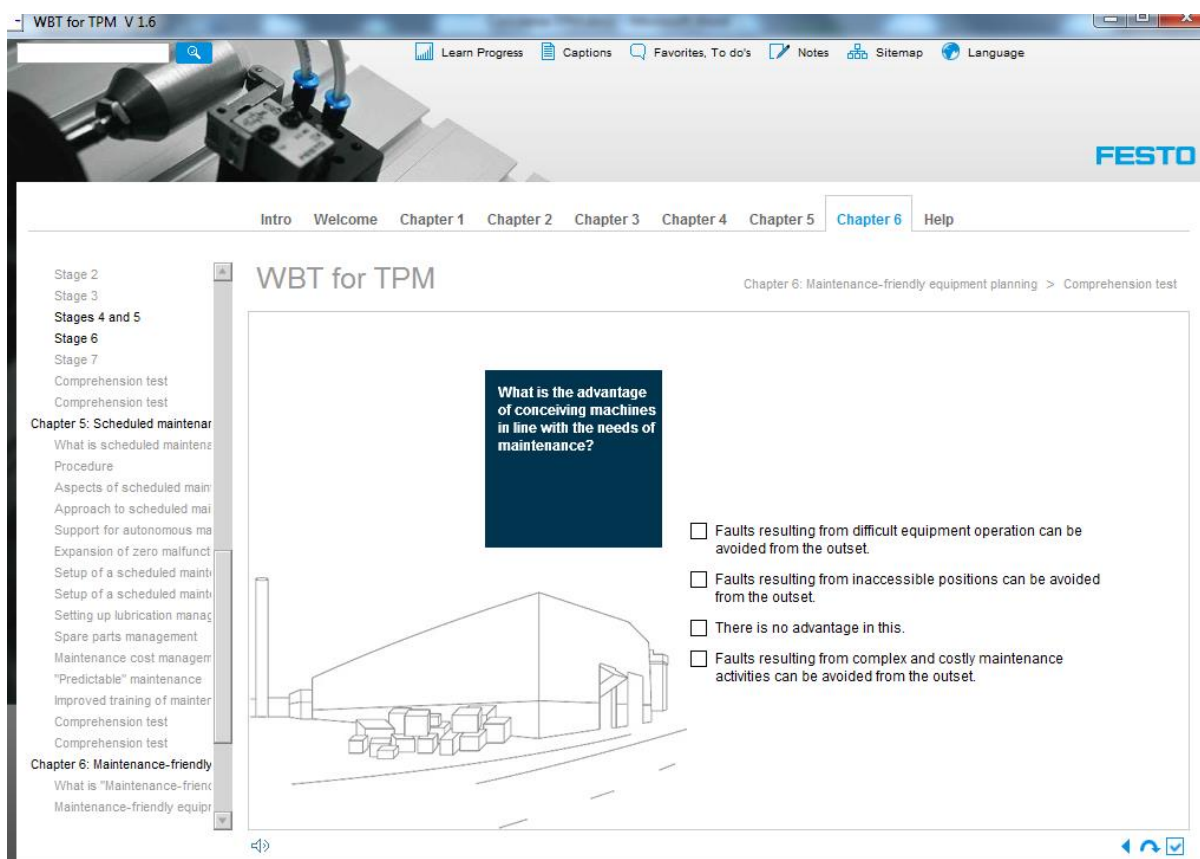 WBT for TPM V 1.6
Learn Progress Captions Favorites, To do's Notes Sitemap Language
FESTO
FESTO
Intro Welcome Chapter 1 Chapter 2 Chapter 3 Chapter 4 Chapter 5 Chapter 6 Help
WBT for TPM
Chapter 6: Maintenance-friendly equipment planning > Comprehension test
Stage 2
Stage 3
Stages 4 and 5
Stage 6
Stage 7
Comprehension test
Comprehension test
Chapter 5: Scheduled maintenar
What is scheduled maintena
Procedure
Aspects of scheduled main
Approach to scheduled mai
Support for autonomous ma
Expansion of zero malfunct
Setup of a scheduled mainte
Setup of a scheduled mainte
Setting up lubrication manag
Spare parts management
Maintenance cost managem
"Predictable" maintenance
Improved training of mainter
Comprehension test
Comprehension test
Chapter 6: Maintenance-friendly
What is "Maintenance-friend
Maintenance-friendly equipr
What is the advantage
of conceiving machines
in line with the needs of
maintenance?
Faults resulting from difficult equipment operation can be
avoided from the outset.
Faults resulting from inaccessible positions can be avoided
from the outset.
There is no advantage in this.
Faults resulting from complex and costly maintenance
activities can be avoided from the outset.